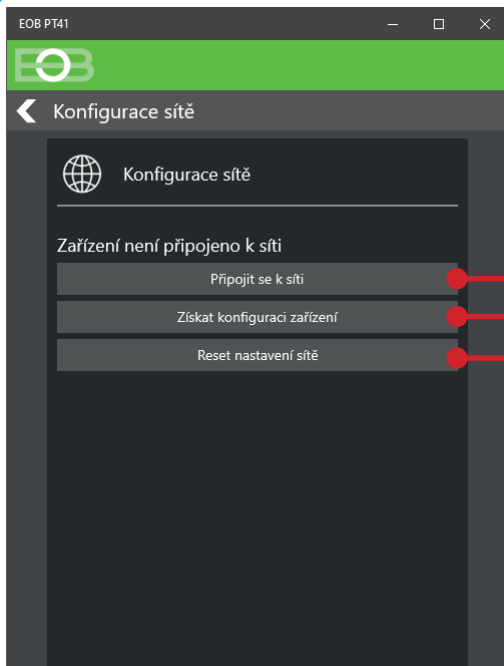 EOB PT41
EOB
Konfigurace sítě
Konfigurace sítě
Zařízení není připojeno k síti
Připojit se k síti
Získat konfiguraci zařízení
Reset nastavení sítě